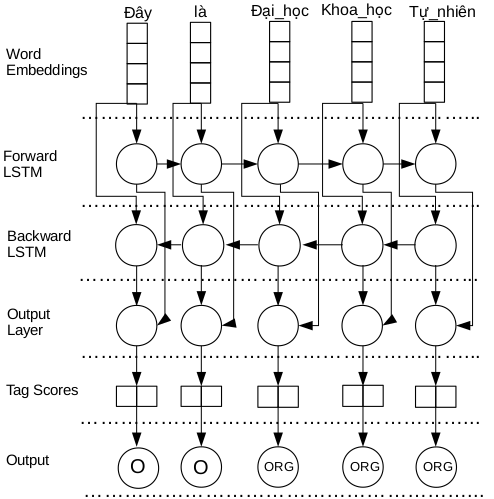 Đây là Đại_học Khoa_học Tự_nhiên
Word
Embeddings
Forward
LSTM
Backward
LSTM
Output
Layer
Tag Scores
Output O O ORG ORG ORG